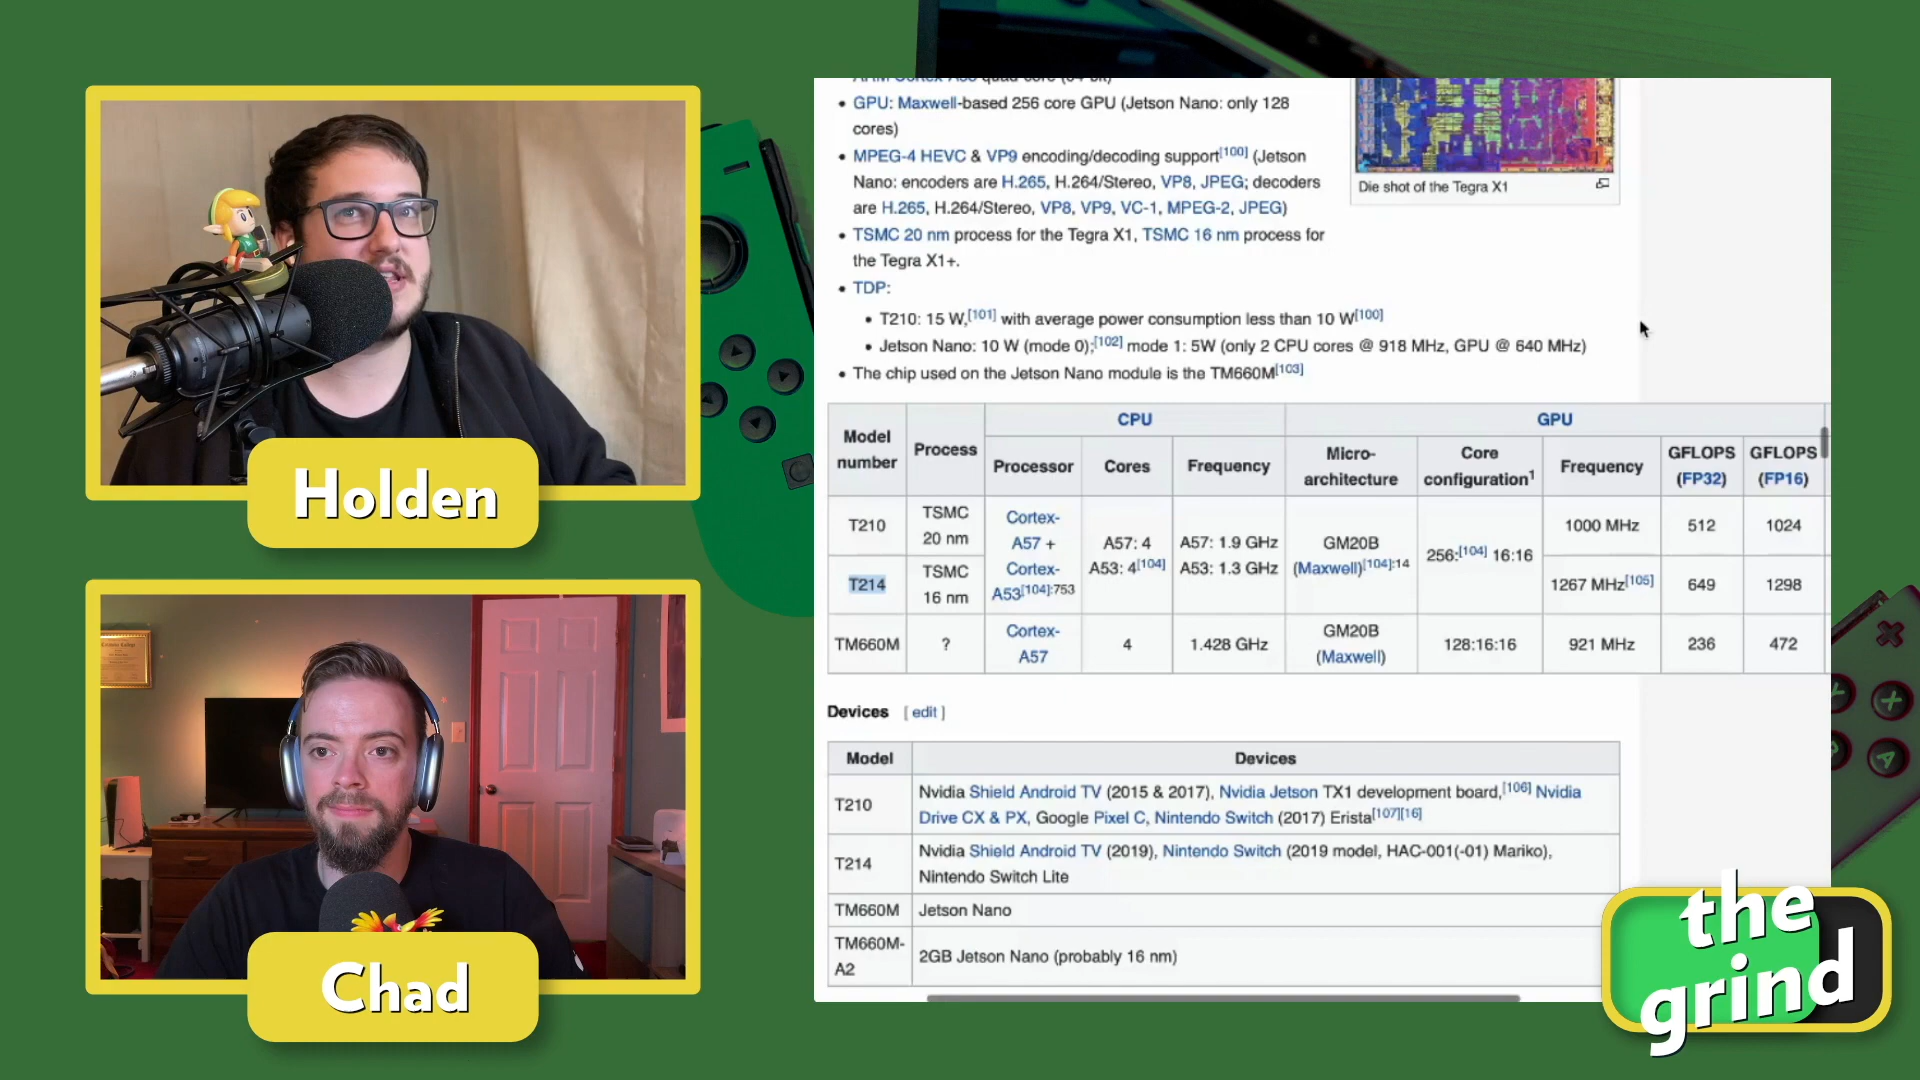 Holden
Chad
ARM Cortex-A53 quad-core (64-bit)
GPU: Maxwell-based 256 core GPU (Jetson Nano: only 128
cores)
MPEG-4 HEVC & VP9 encoding/decoding support[100] (Jetson
Nano: encoders are H.265, H.264/Stereo, VP8, JPEG; decoders
are H.265, H.264/Stereo, VP8, VP9, VC-1, MPEG-2, JPEG)
TSMC 20 nm process for the Tegra X1, TSMC 16 nm process for
the Tegra X1+.
TDP:
T210: 15 W,[101] with average power consumption less than 10 W[100]
Jetson Nano: 10 W (mode 0);[102] mode 1: 5W (only 2 CPU cores @ 918 MHz, GPU @ 640 MHz)
The chip used on the Jetson Nano module is the TM660M[103]
Die shot of the Tegra X1
Model
number
Process
CPU
GPU
Processor
Cores
Frequency
Micro-
architecture
Core
configuration1
Frequency
GFLOPS
(FP32)
GFLOPS
(FP16)
T210
TSMC
20 nm
Cortex-
A57 +
Cortex-
A53[104]:753
A57: 4
A53: 4[104]
A57: 1.9 GHz
A53: 1.3 GHz
GM20B
(Maxwell)[104]:14
256:[104] 16:16
1000 MHz
512
1024
T214
TSMC
16 nm
1267 MHz[105]
649
1298
TM660M
?
Cortex-
A57
4
1.428 GHz
GM20B
(Maxwell)
128:16:16
921 MHz
236
472
Devices [ edit ]
Model
Devices
T210
Nvidia Shield Android TV (2015 & 2017), Nvidia Jetson TX1 development board,[106] Nvidia
Drive CX & PX, Google Pixel C, Nintendo Switch (2017) Erista[107][16]
T214
Nvidia Shield Android TV (2019), Nintendo Switch (2019 model, HAC-001(-01) Mariko),
Nintendo Switch Lite
TM660M
Jetson Nano
TM660M-
A2
2GB Jetson Nano (probably 16 nm)
the
grind
X
Y
A